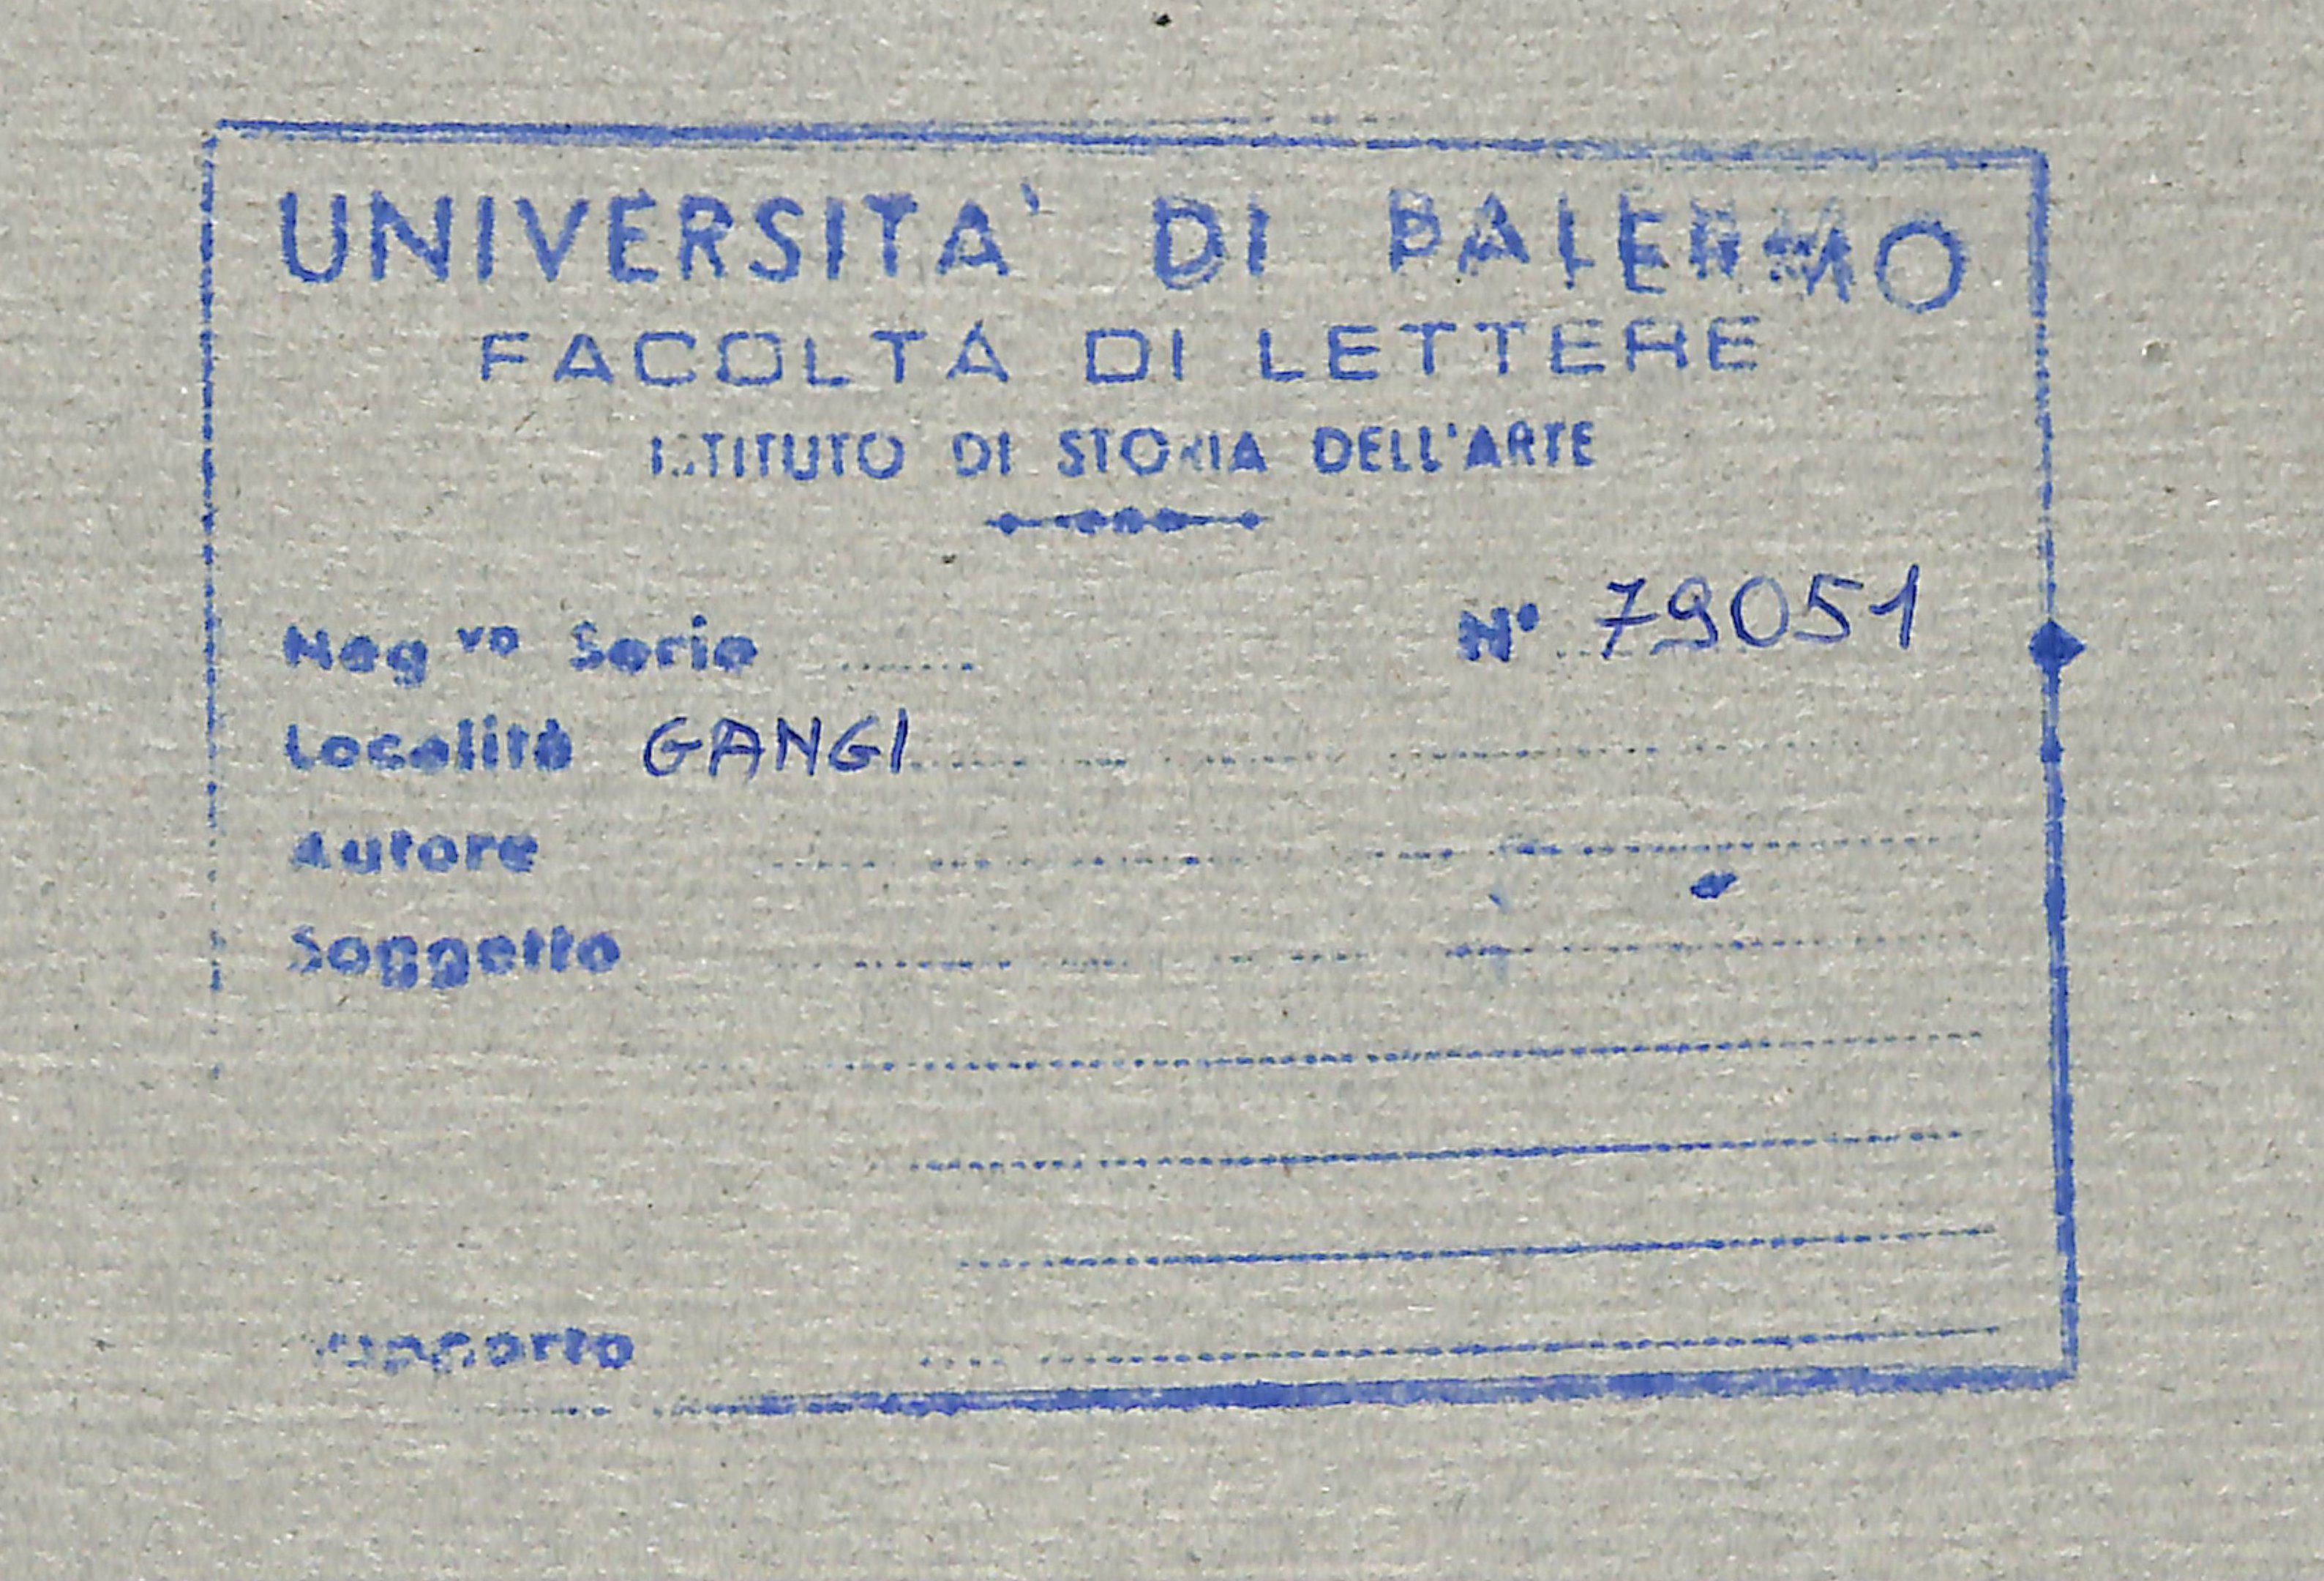 UNIVERSITA' DI PALERMO
FACOLTA DI LETTERE
ISTITUTO DI STORIA DELL'ARTE
Neg.vo Serie N° 79051
Località GANGI
Autore
Soggetto